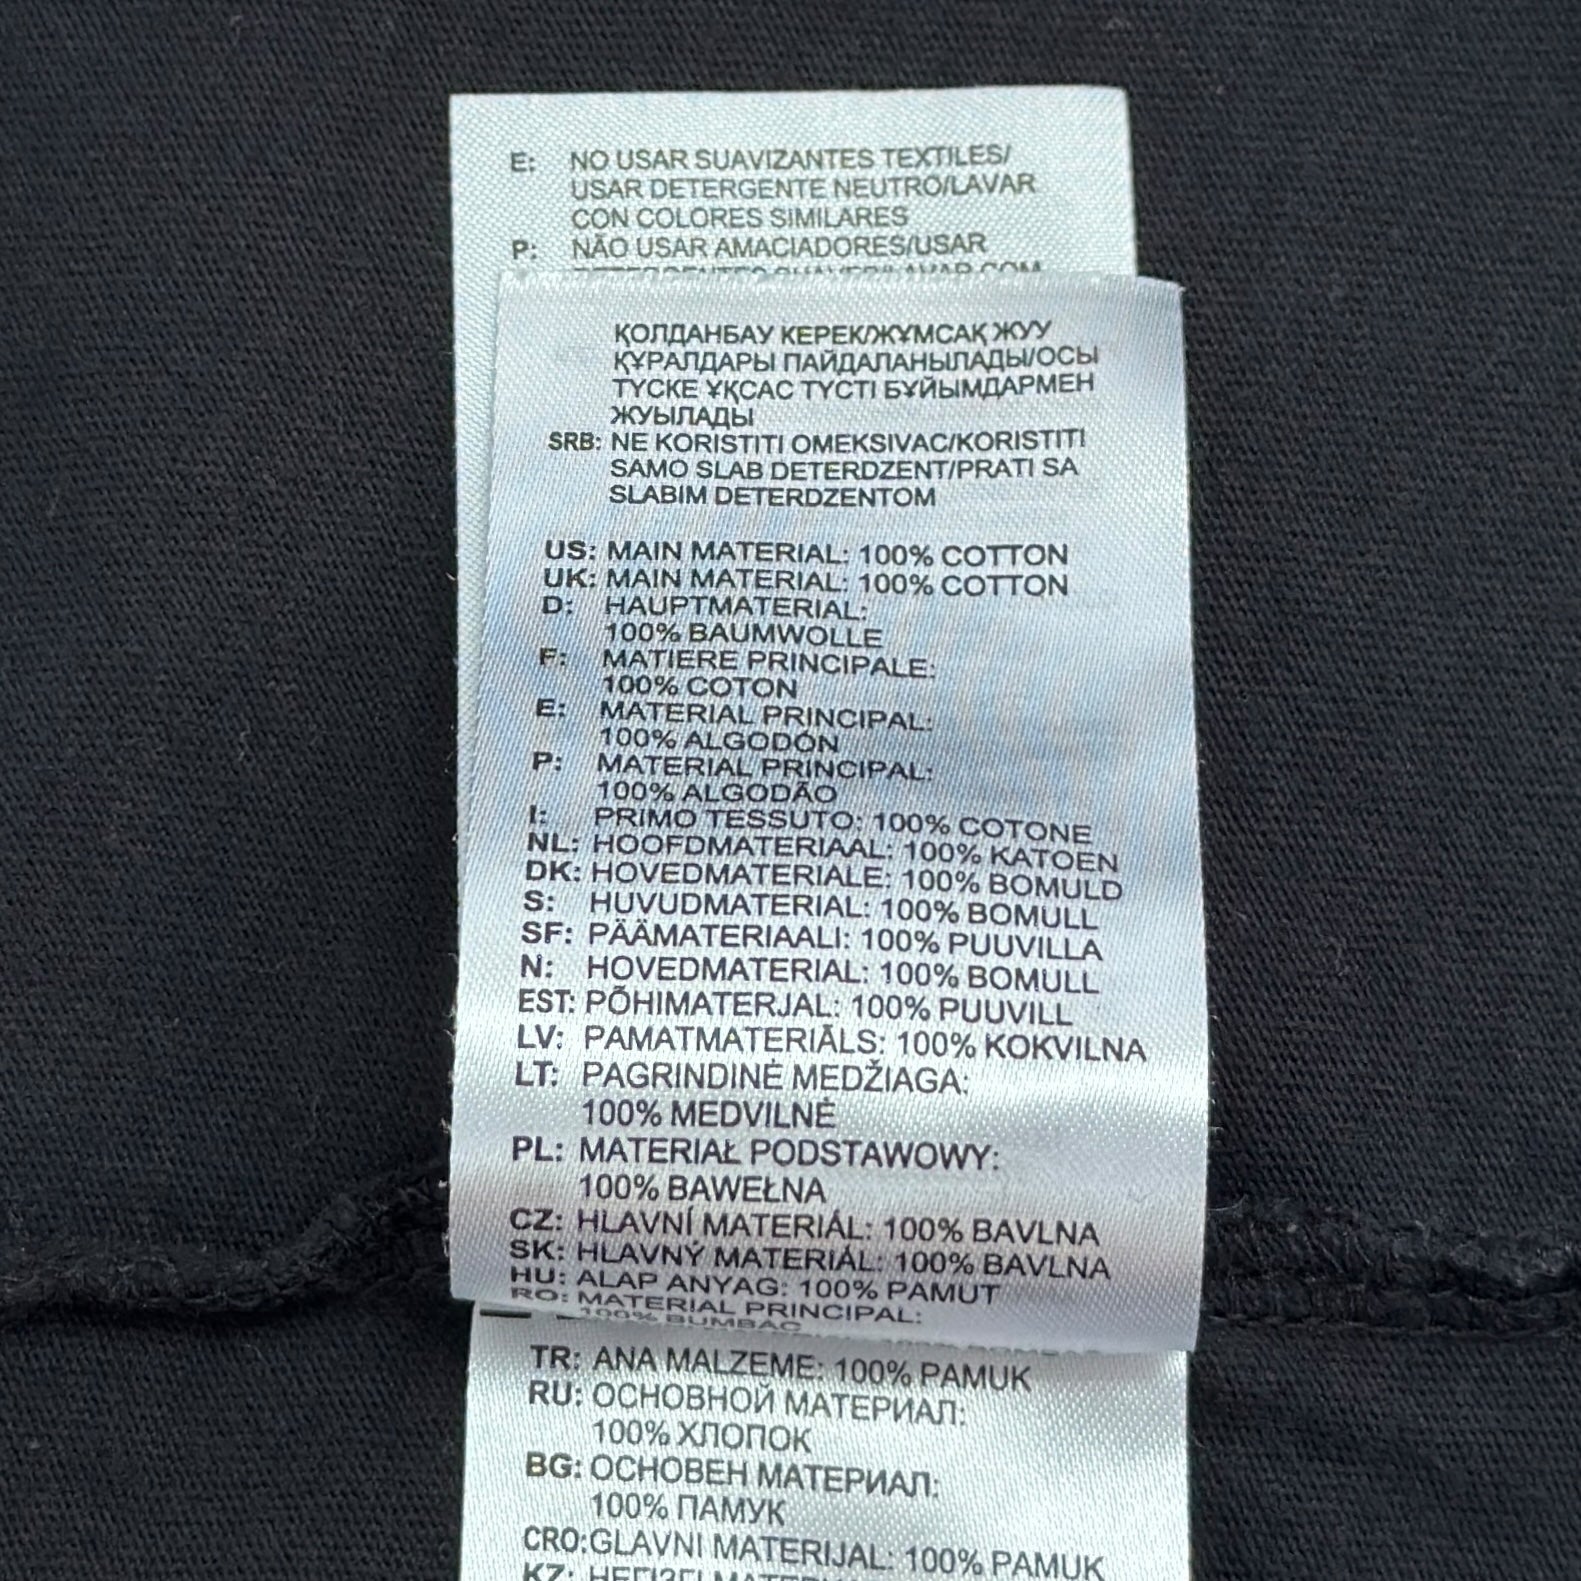 E: NO USAR SUAVIZANTES TEXTILES/
USAR DETERGENTE NEUTRO/LAVAR
CON COLORES SIMILARES
P: NÃO USAR AMACIADORES/USAR
ҚОЛДАНБАУ КЕРЕК/ЖҰМСАҚ ЖУУ
ҚҰРАЛДАРЫ ПАЙДАЛАНЫЛАДЫ/ОСЫ
ТҮСКЕ ҰҚСАС ТҮСТІ БҰЙЫМДАРМЕН
ЖУЫЛАДЫ
SRB: NE KORISTITI OMEKSIVAC/KORISTITI
SAMO SLAB DETERDZENT/PRATI SA
SLABIM DETERDZENTOM
US: MAIN MATERIAL: 100% COTTON
UK: MAIN MATERIAL: 100% COTTON
D: HAUPTMATERIAL:
100% BAUMWOLLE
F: MATIERE PRINCIPALE:
100% COTON
E: MATERIAL PRINCIPAL:
100% ALGODÓN
P: MATERIAL PRINCIPAL:
100% ALGODÃO
I: PRIMO TESSUTO: 100% COTONE
NL: HOOFDMATERIAAL: 100% KATOEN
DK: HOVEDMATERIALE: 100% BOMULD
S: HUVUDMATERIAL: 100% BOMULL
SF: PÄÄMATERIAALI: 100% PUUVILLA
N: HOVEDMATERIAL: 100% BOMULL
EST: PÕHIMATERJAL: 100% PUUVILL
LV: PAMATMATERIĀLS: 100% KOKVILNA
LT: PAGRINDINĖ MEDŽIAGA:
100% MEDVILNĖ
PL: MATERIAŁ PODSTAWOWY:
100% BAWEŁNA
CZ: HLAVNÍ MATERIÁL: 100% BAVLNA
SK: HLAVNÝ MATERIÁL: 100% BAVLNA
HU: ALAP ANYAG: 100% PAMUT
RO: MATERIAL PRINCIPAL:
100% BUMBAC
TR: ANA MALZEME: 100% PAMUK
RU: ОСНОВНОЙ МАТЕРИАЛ:
100% ХЛОПОК
BG: ОСНОВЕН МАТЕРИАЛ:
100% ПАМУК
CRO: GLAVNI MATERIJAL: 100% PAMUK
KZ: